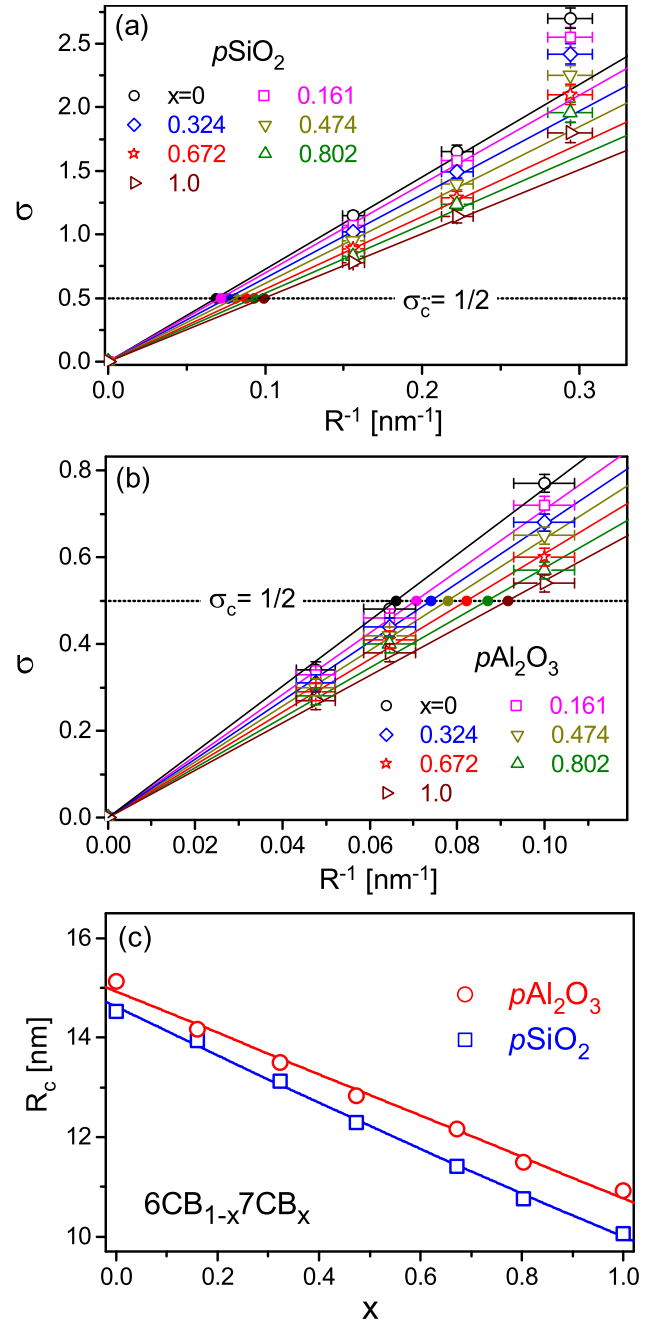 (a)
pSiO₂
x=0
0.161
0.324
0.474
0.672
0.802
1.0
σ꜀= 1/2
σ
2.5
2.0
1.5
1.0
0.5
0.0
0.0 0.1 0.2 0.3
R⁻¹ [nm⁻¹]
(b)
σ꜀ = 1/2
pAl₂O₃
x=0
0.161
0.324
0.474
0.672
0.802
1.0
σ
0.8
0.6
0.4
0.2
0.0
0.00 0.02 0.04 0.06 0.08 0.10
R⁻¹ [nm⁻¹]
(c)
pAl₂O₃
pSiO₂
6CB₁₋ₓ7CBₓ
R꜀ [nm]
16
14
12
10
0.0 0.2 0.4 0.6 0.8 1.0
x